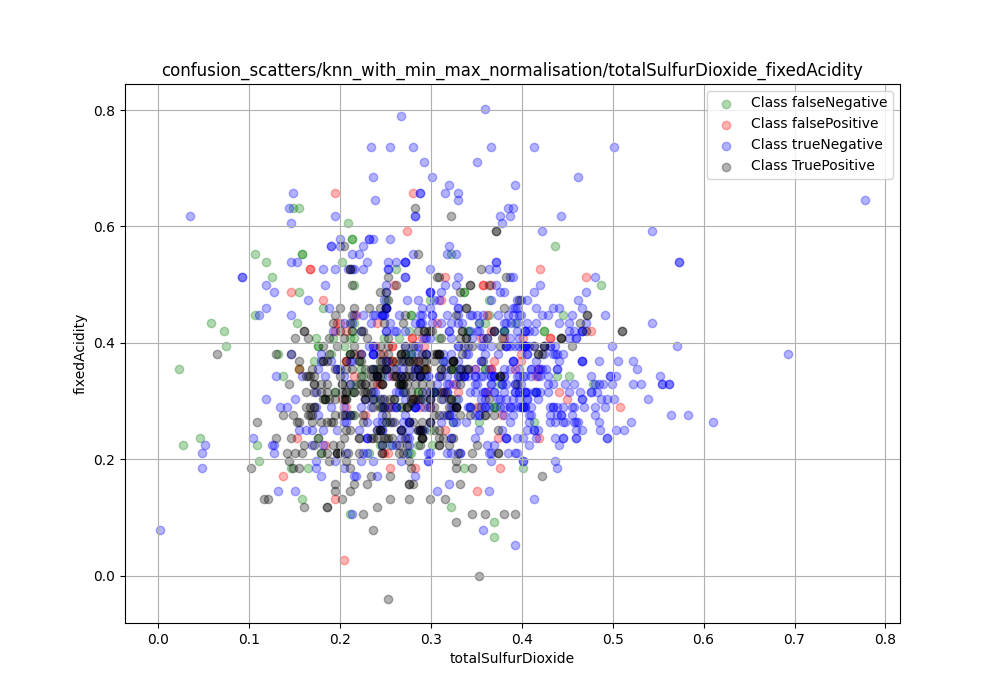 confusion_scatters/knn_with_min_max_normalisation/totalSulfurDioxide_fixedAcidity
Class falseNegative
Class falsePositive
Class trueNegative
Class TruePositive
0.8
0.6
0.4
0.2
0.0
fixedAcidity
0.0 0.1 0.2 0.3 0.4 0.5 0.6 0.7 0.8
totalSulfurDioxide